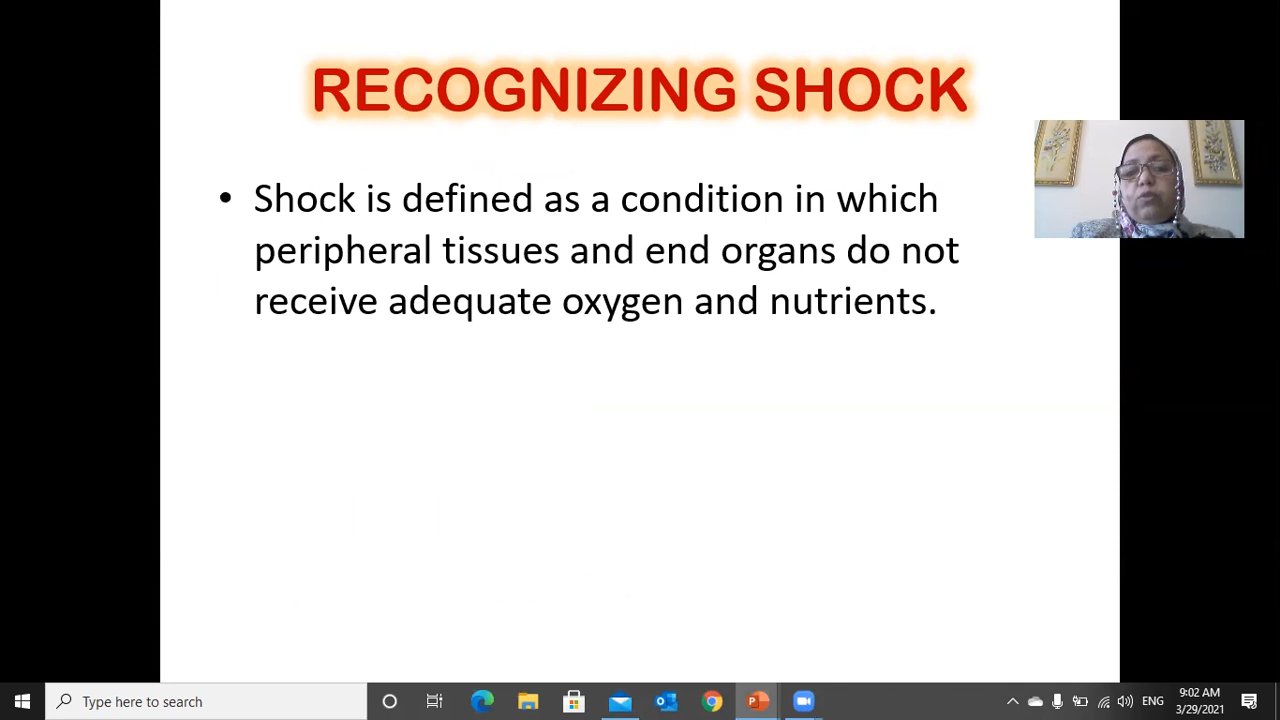 RECOGNIZING SHOCK
• Shock is defined as a condition in which
peripheral tissues and end organs do not
receive adequate oxygen and nutrients.
Type here to search
ENG
9:02 AM
3/29/2021